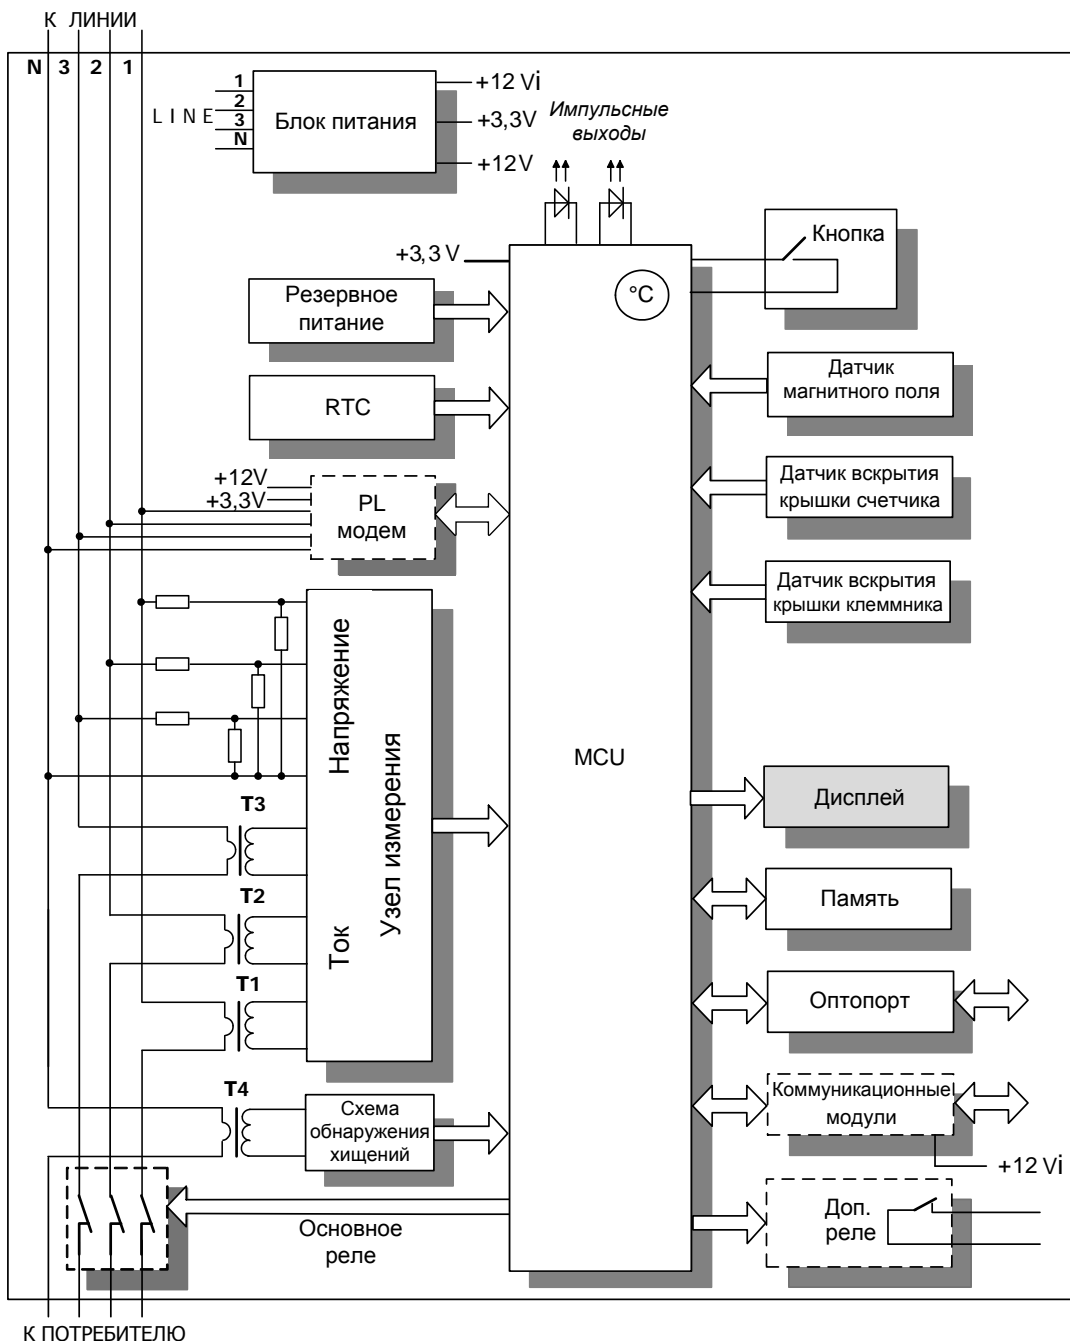 К ЛИНИИ
N 3 2 1
LINE
1
2
3
N
Блок питания
+12 Vi
+3,3V
+12V
Импульсные
выходы
+3,3 V
°C
Кнопка
Резервное
питание
Датчик
магнитного поля
RTC
+12V
+3,3V
PL
модем
Датчик вскрытия
крышки счетчика
Датчик вскрытия
крышки клеммника
Напряжение
Узел измерения
Ток
MCU
Дисплей
T3
Память
T2
Оптопорт
T1
T4
Схема
обнаружения
хищений
Коммуникационные
модули
+12 Vi
Основное
реле
Доп.
реле
К ПОТРЕБИТЕЛЮ